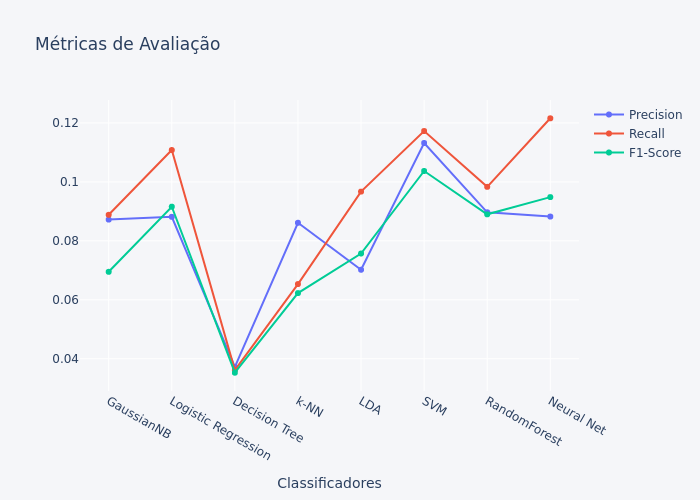 Métricas de Avaliação
Precision
Recall
F1-Score
0.12
0.1
0.08
0.06
0.04
GaussianNB
Logistic Regression
Decision Tree
k-NN
LDA
SVM
RandomForest
Neural Net
Classificadores